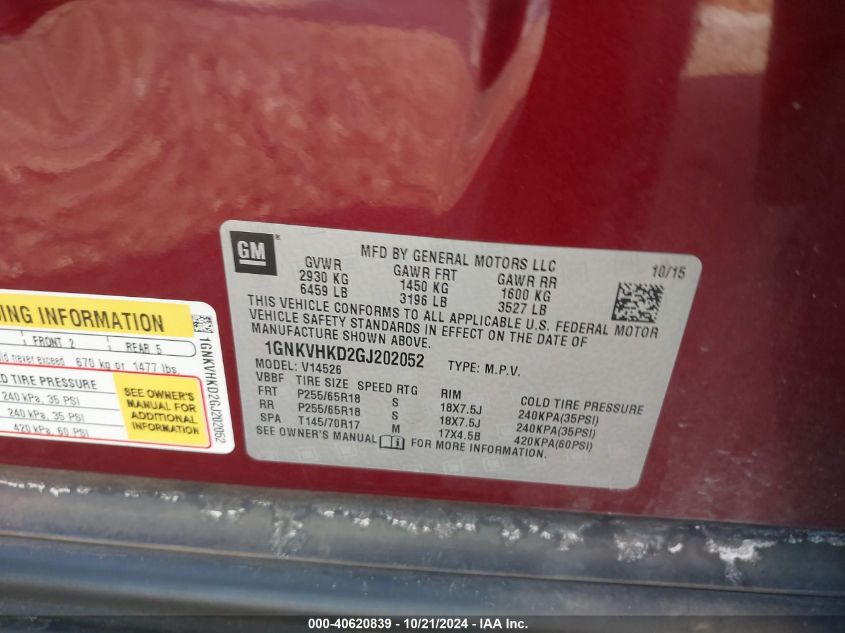 GM ®
MFD BY GENERAL MOTORS LLC
10/15
GVWR GAWR FRT GAWR RR
2930 KG 1450 KG 1600 KG
6459 LB 3196 LB 3527 LB
THIS VEHICLE CONFORMS TO ALL APPLICABLE U.S. FEDERAL MOTOR
VEHICLE SAFETY STANDARDS IN EFFECT ON THE DATE OF
MANUFACTURE SHOWN ABOVE.
1GNKVHKD2GJ202052
MODEL: V14526 TYPE: M.P.V.
VBBF TIRE SIZE SPEED RTG RIM COLD TIRE PRESSURE
FRT P255/65R18 S 18X7.5J 240KPA(35PSI)
RR P255/65R18 S 18X7.5J 240KPA(35PSI)
SPA T145/70R17 M 17X4.5B 420KPA(60PSI)
SEE OWNER'S MANUAL i FOR MORE INFORMATION.
ING INFORMATION
FRONT 2 REAR 5
never exceed 670 kg or 1477 lbs.
TIRE PRESSURE
240 KPA, 35 PSI
240 KPA, 35 PSI
420 KPA, 60 PSI
SEE OWNER'S
MANUAL FOR
ADDITIONAL
INFORMATION
1GNKVHKD2GJ202052
000-40620839 - 10/21/2024 - IAA Inc.